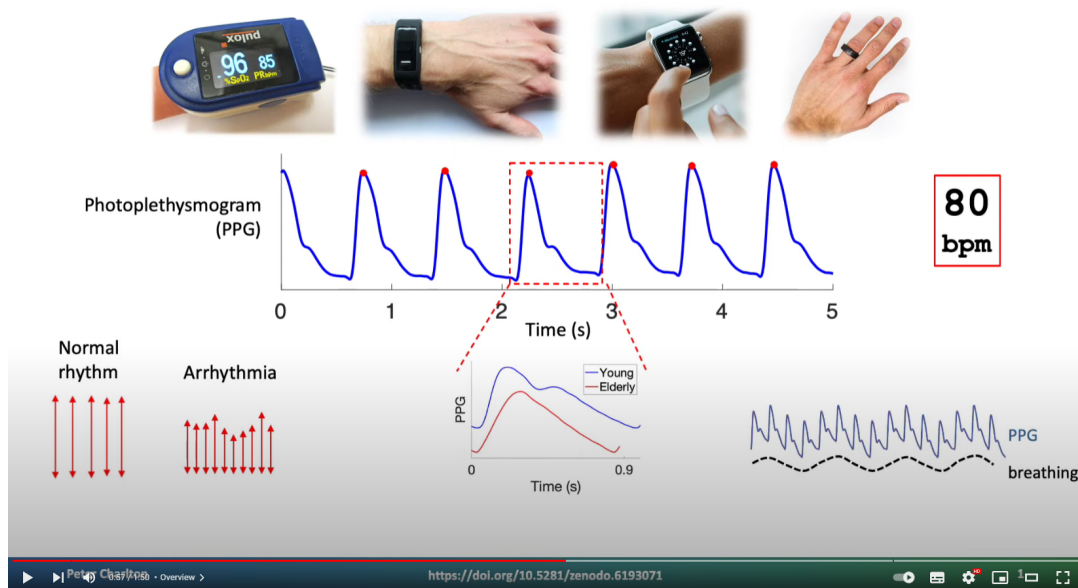 pulox
96 85
%SpO2 PRbpm
Photoplethysmogram
(PPG)
80
bpm
0 1 2 3 4 5
Time (s)
Normal
rhythm
Arrhythmia
Young
Elderly
PPG
0 0.9
Time (s)
PPG
breathing
Peter Charlton
0:57 / 1:50 • Overview
https://doi.org/10.5281/zenodo.6193071
HD
1